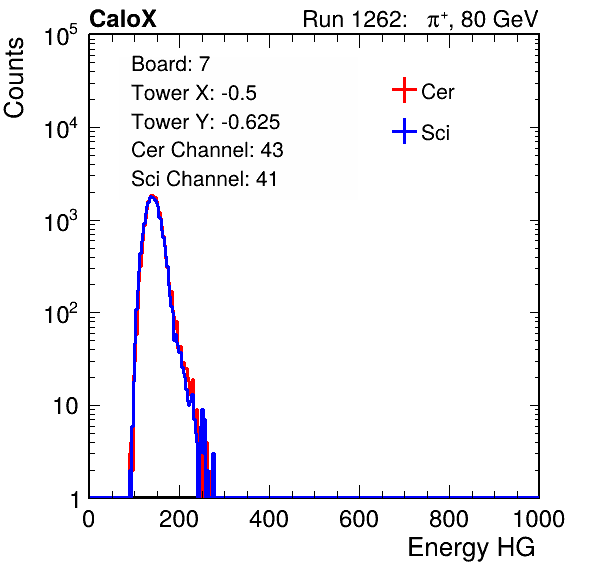 CaloX Run 1262: π⁺, 80 GeV
Board: 7
Tower X: -0.5
Tower Y: -0.625
Cer Channel: 43
Sci Channel: 41
Cer
Sci
Counts
10⁵
10⁴
10³
10²
10
1
0 200 400 600 800 1000
Energy HG